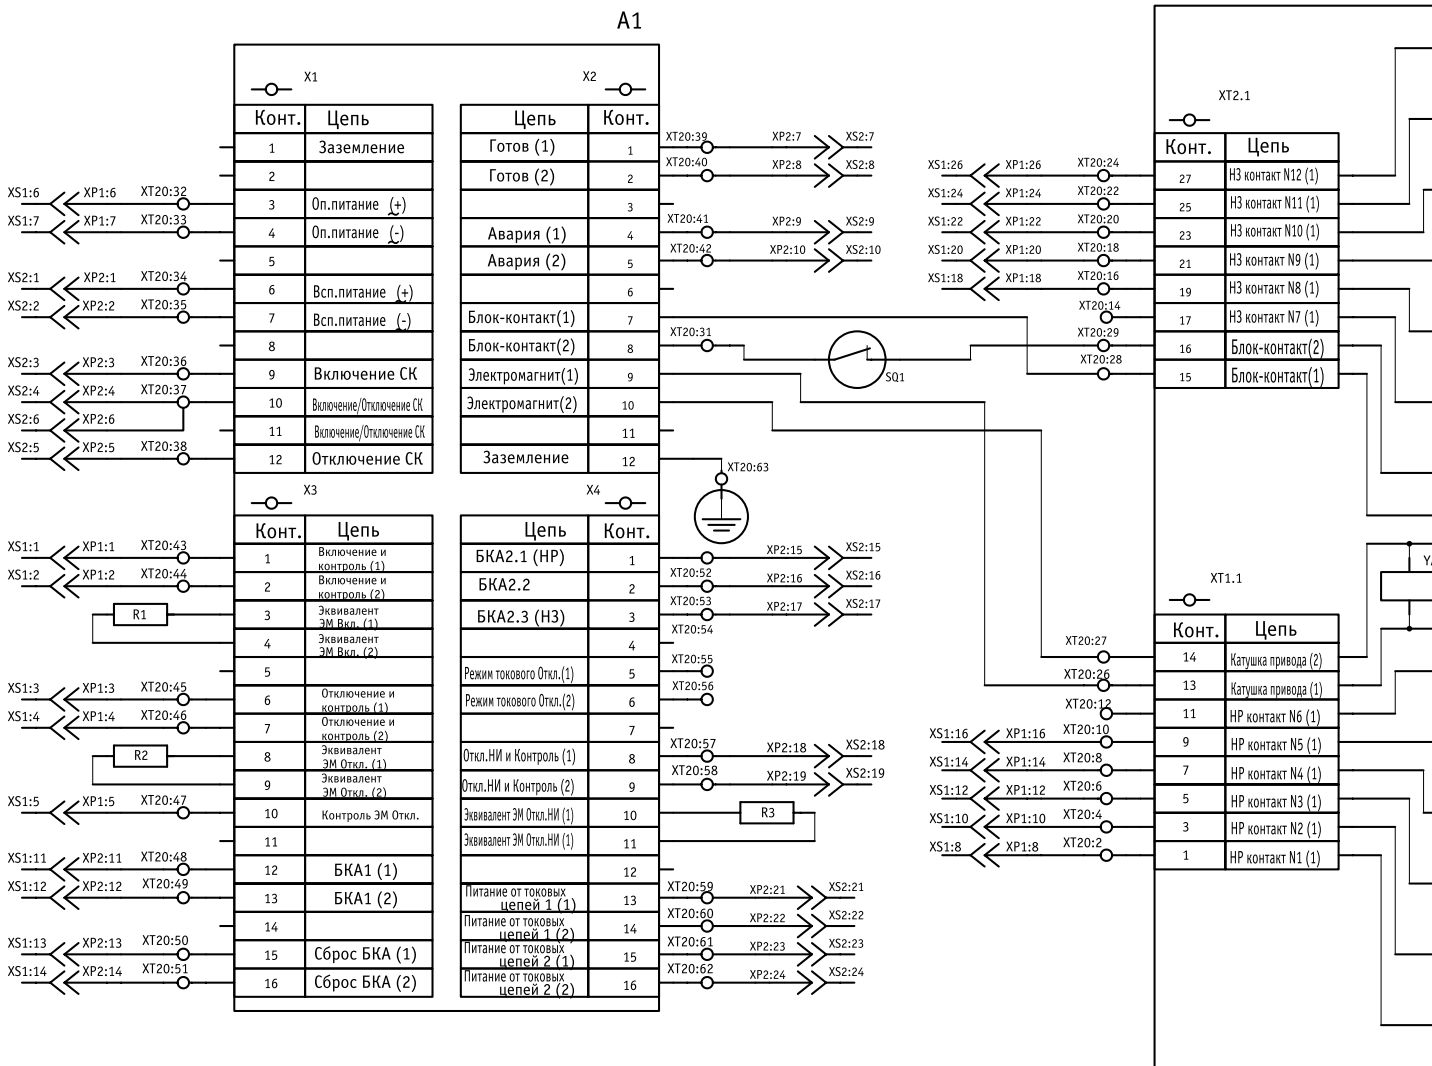 A1
X1
X2
Конт. Цепь
Цепь Конт.
1 Заземление
2
XS1:6 XP1:6 XT20:32 3 Оп.питание (+)
XS1:7 XP1:7 XT20:33 4 Оп.питание (-)
5
XS2:1 XP2:1 XT20:34 6 Всп.питание (+)
XS2:2 XP2:2 XT20:35 7 Всп.питание (-)
8
XS2:3 XP2:3 XT20:36 9 Включение СК
XS2:4 XP2:4 XT20:37 10 Включение/Отключение СК
XS2:6 XP2:6 11 Включение/Отключение СК
XS2:5 XP2:5 XT20:38 12 Отключение СК
Готов (1) 1 XT20:39 XP2:7 XS2:7
Готов (2) 2 XT20:40 XP2:8 XS2:8
3
Авария (1) 4 XT20:41 XP2:9 XS2:9
Авария (2) 5 XT20:42 XP2:10 XS2:10
6
Блок-контакт(1) 7
Блок-контакт(2) 8 XT20:31
SQ1
Электромагнит(1) 9
Электромагнит(2) 10
11
Заземление 12
XT20:63
X3
X4
Конт. Цепь
Цепь Конт.
XS1:1 XP1:1 XT20:43 1 Включение и
контроль (1)
XS1:2 XP1:2 XT20:44 2 Включение и
контроль (2)
R1 3 Эквивалент
ЭМ Вкл. (1)
4 Эквивалент
ЭМ Вкл. (2)
5
XS1:3 XP1:3 XT20:45 6 Отключение и
контроль (1)
XS1:4 XP1:4 XT20:46 7 Отключение и
контроль (2)
R2 8 Эквивалент
ЭМ Откл. (1)
9 Эквивалент
ЭМ Откл. (2)
XS1:5 XP1:5 XT20:47 10 Контроль ЭМ Откл.
11
XS1:11 XP2:11 XT20:48 12 БКА1 (1)
XS1:12 XP2:12 XT20:49 13 БКА1 (2)
14
XS1:13 XP2:13 XT20:50 15 Сброс БКА (1)
XS1:14 XP2:14 XT20:51 16 Сброс БКА (2)
БКА2.1 (НР) 1 XP2:15 XS2:15
БКА2.2 2 XT20:52 XP2:16 XS2:16
БКА2.3 (НЗ) 3 XT20:53 XP2:17 XS2:17
4 XT20:54
Режим токового Откл.(1) 5 XT20:55
Режим токового Откл.(2) 6 XT20:56
7
Откл.НИ и Контроль (1) 8 XT20:57 XP2:18 XS2:18
Откл.НИ и Контроль (2) 9 XT20:58 XP2:19 XS2:19
Эквивалент ЭМ Откл.НИ (1) 10 R3
Эквивалент ЭМ Откл.НИ (1) 11
12
Питание от токовых
цепей 1 (1) 13 XT20:59 XP2:21 XS2:21
Питание от токовых
цепей 1 (2) 14 XT20:60 XP2:22 XS2:22
Питание от токовых
цепей 2 (1) 15 XT20:61 XP2:23 XS2:23
Питание от токовых
цепей 2 (2) 16 XT20:62 XP2:24 XS2:24
XT2.1
Конт. Цепь
XS1:26 XP1:26 XT20:24 27 НЗ контакт N12 (1)
XS1:24 XP1:24 XT20:22 25 НЗ контакт N11 (1)
XS1:22 XP1:22 XT20:20 23 НЗ контакт N10 (1)
XS1:20 XP1:20 XT20:18 21 НЗ контакт N9 (1)
XS1:18 XP1:18 XT20:16 19 НЗ контакт N8 (1)
XT20:14 17 НЗ контакт N7 (1)
XT20:29 16 Блок-контакт(2)
XT20:28 15 Блок-контакт(1)
XT1.1
Конт. Цепь
XT20:27 14 Катушка привода (2)
XT20:26 13 Катушка привода (1)
XT20:12 11 НР контакт N6 (1)
XS1:16 XP1:16 XT20:10 9 НР контакт N5 (1)
XS1:14 XP1:14 XT20:8 7 НР контакт N4 (1)
XS1:12 XP1:12 XT20:6 5 НР контакт N3 (1)
XS1:10 XP1:10 XT20:4 3 НР контакт N2 (1)
XS1:8 XP1:8 XT20:2 1 НР контакт N1 (1)